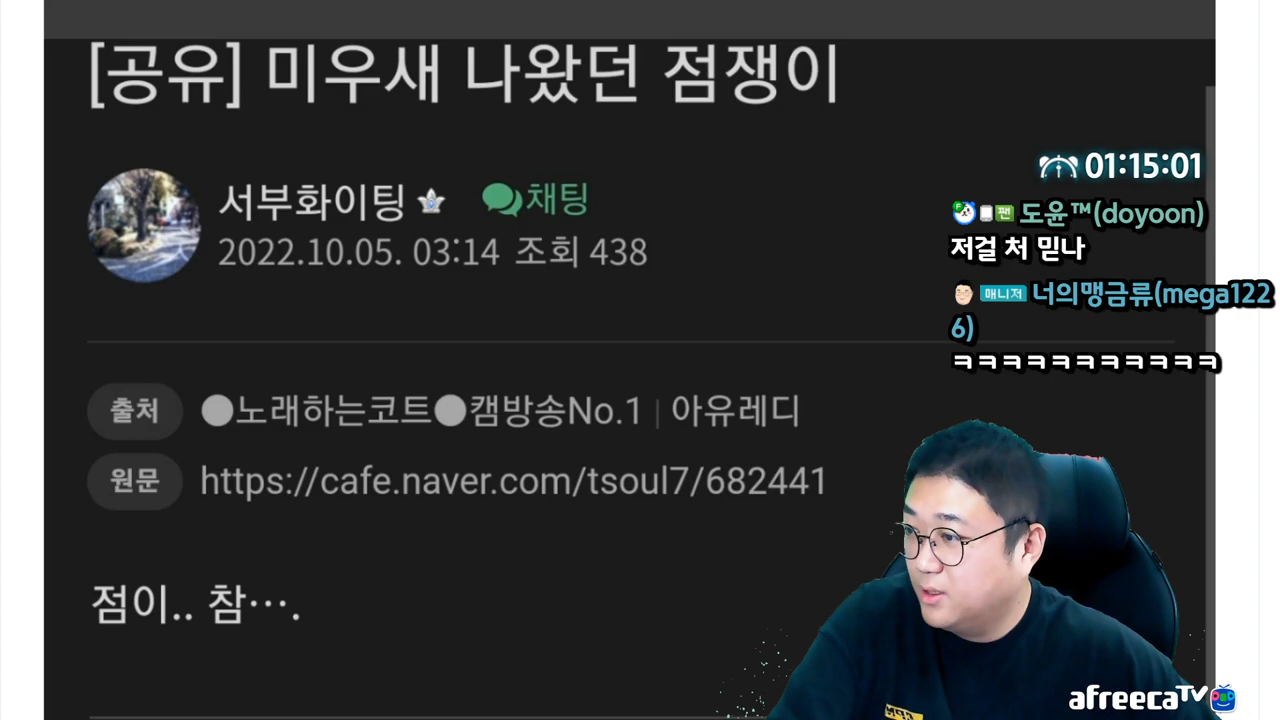 [공유] 미우새 나왔던 점쟁이
서부화이팅 채팅
2022.10.05. 03:14 조회 438
출처 ●노래하는코트●캠방송No.1 | 아유레디
원문 https://cafe.naver.com/tsoul7/682441
점이.. 참….
01:15:01
F 팬 도윤™(doyoon)
저걸 처 믿나
매니저 너의맹금류(mega122
6)
ㅋㅋㅋㅋㅋㅋㅋㅋㅋㅋㅋ
afreecaTV